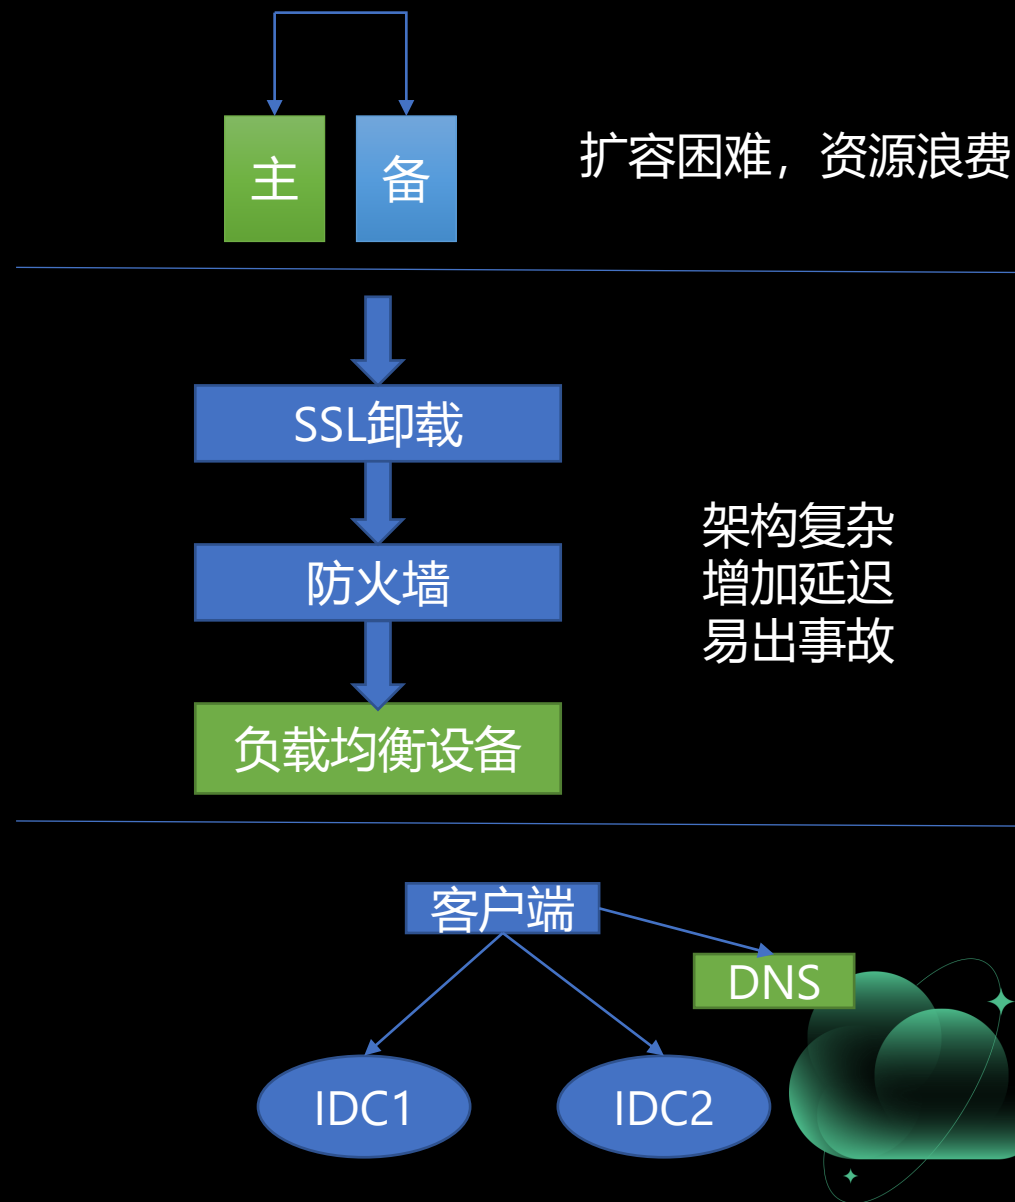 主
备
扩容困难，资源浪费
SSL卸载
防火墙
负载均衡设备
架构复杂
增加延迟
易出事故
客户端
DNS
IDC1
IDC2